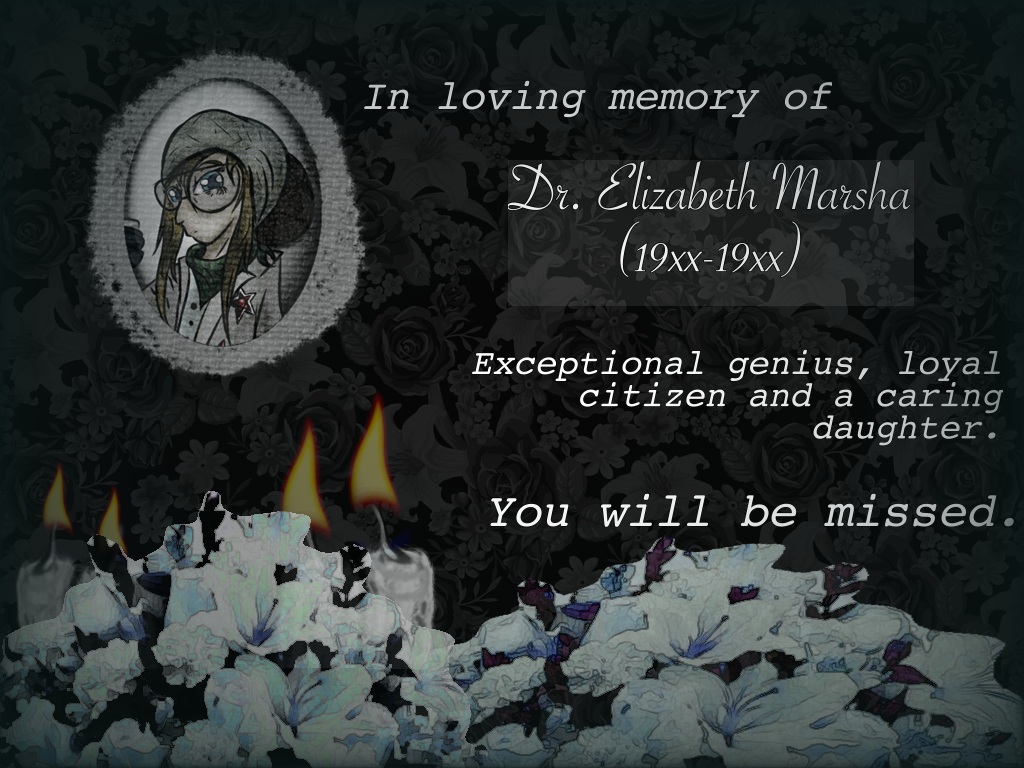 In loving memory of
Dr. Elizabeth Marsha
(19xx-19xx)
Exceptional genius, loyal
citizen and a caring
daughter.
You will be missed.